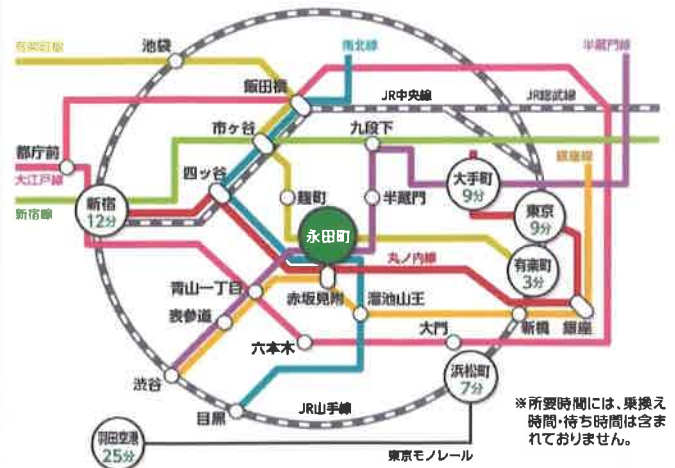 有楽町線
池袋
南北線
半蔵門線
飯田橋
JR中央線
JR総武線
市ヶ谷
九段下
銀座線
都庁前
大江戸線
四ッ谷
大手町
9分
新宿
12分
新宿線
麹町
半蔵門
東京
9分
永田町
丸ノ内線
有楽町
3分
青山一丁目
赤坂見附
溜池山王
表参道
新橋
銀座
六本木
大門
渋谷
浜松町
7分
目黒
JR山手線
※所要時間には、乗換え
時間・待ち時間は含ま
れておりません。
羽田空港
25分
東京モノレール